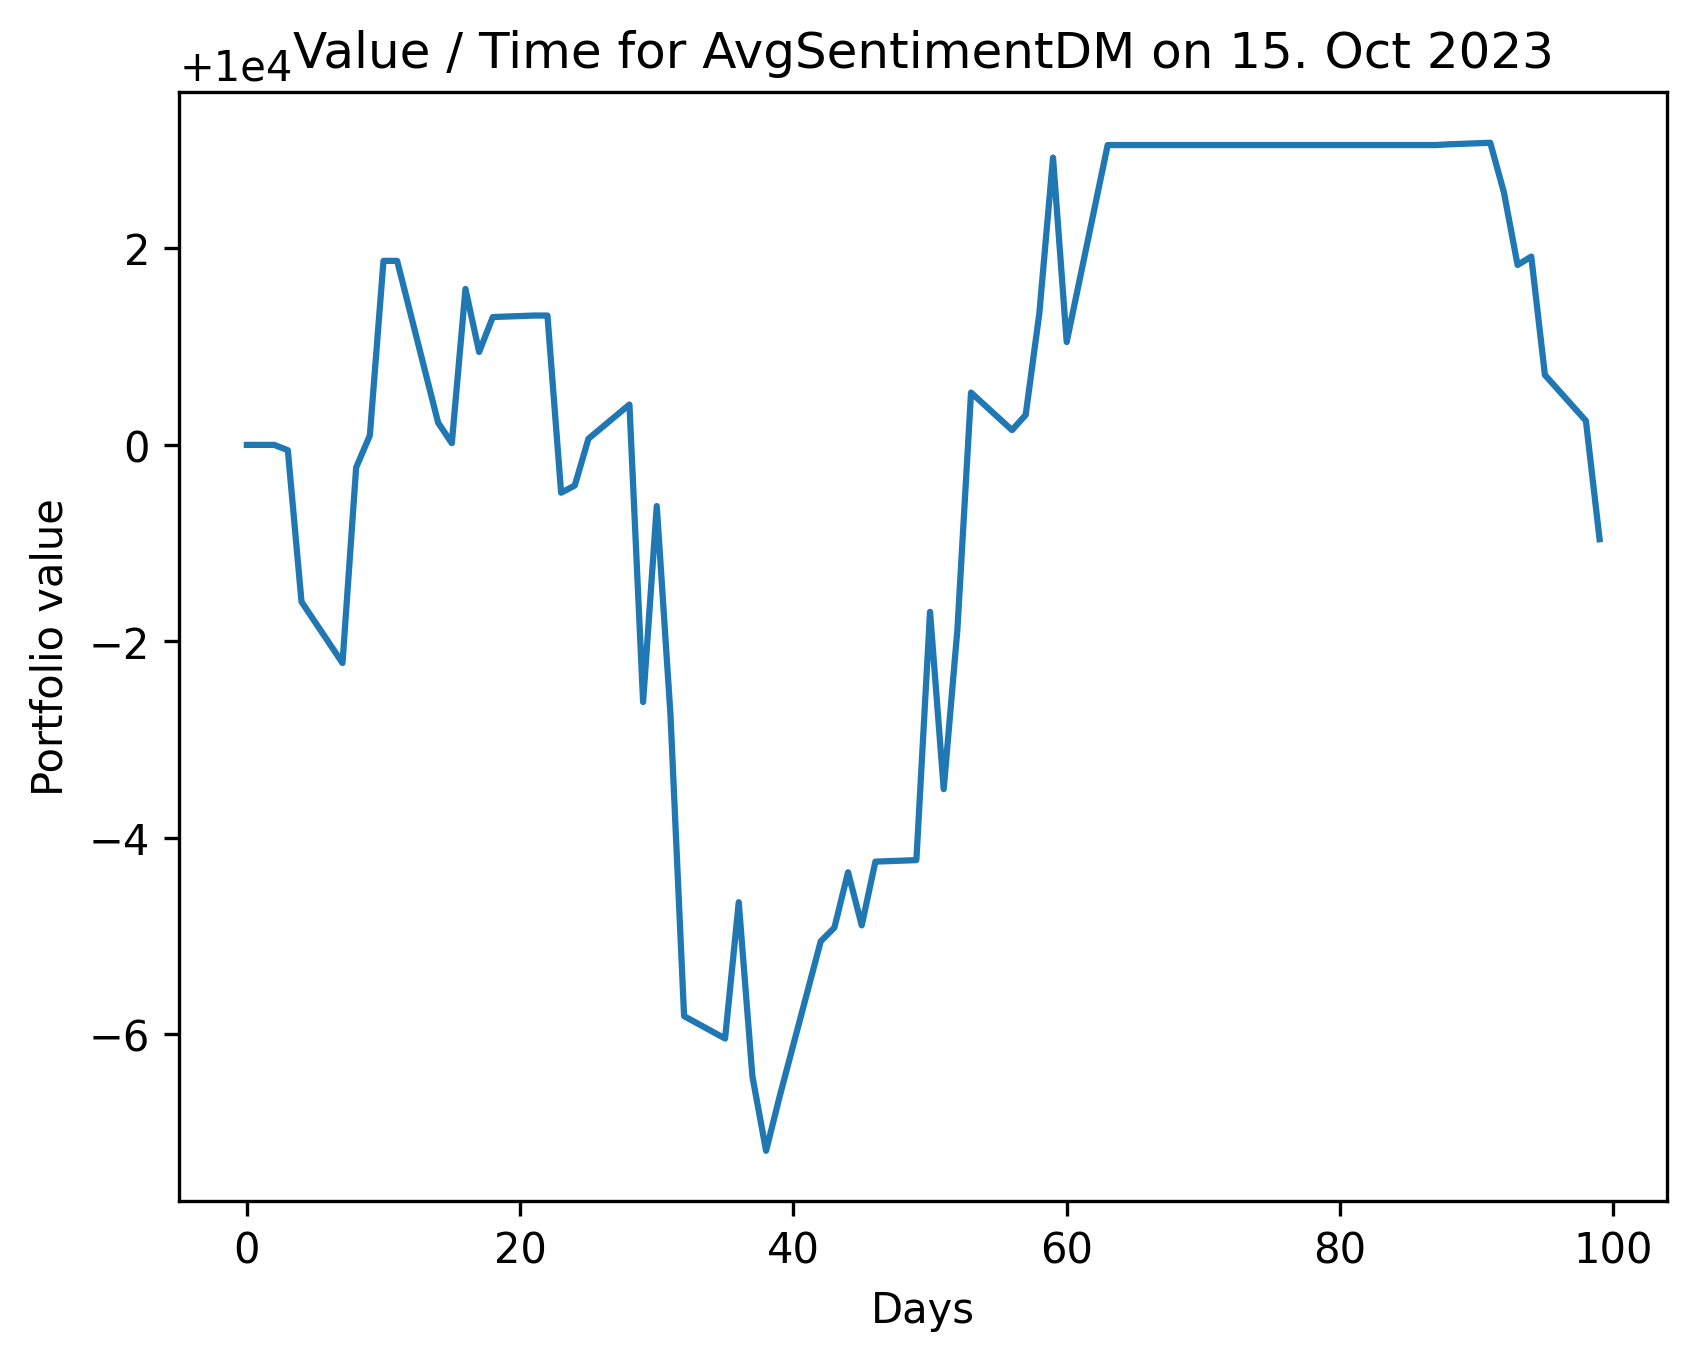 Value / Time for AvgSentimentDM on 15. Oct 2023
+1e4
2
0
−2
−4
−6
Portfolio value
0 20 40 60 80 100
Days